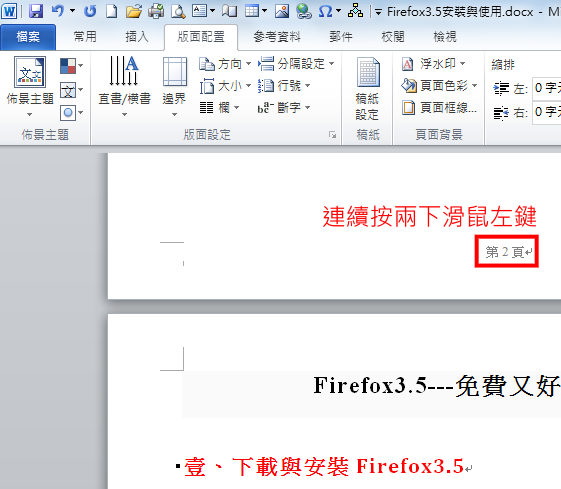 Firefox3.5安裝與使用.docx - M
檔案 常用 插入 版面配置 參考資料 郵件 校閱 檢視
佈景主題 文 直書/橫書 邊界 方向 大小 欄 分隔設定 行號 斷字 稿紙設定 浮水印 頁面色彩 頁面框線... 縮排 左: 0 字元 右: 0 字元
佈景主題 版面設定 稿紙 頁面背景
連續按兩下滑鼠左鍵
第 2 頁
Firefox3.5---免費又好
壹、下載與安裝 Firefox3.5